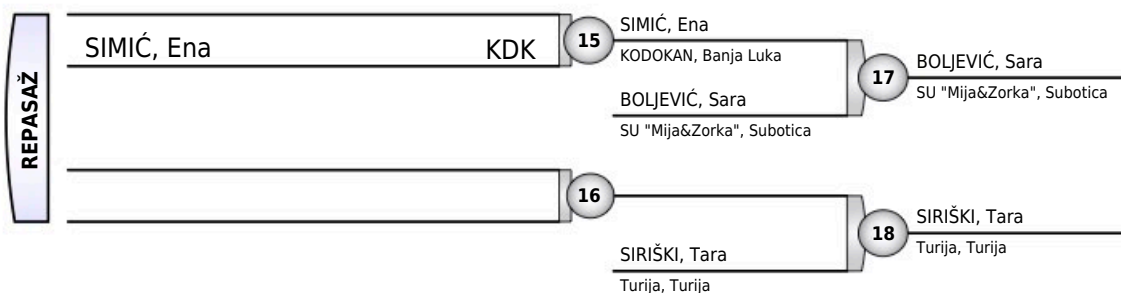 REPASAŽ
SIMIĆ, Ena KDK
15
SIMIĆ, Ena
KODOKAN, Banja Luka
BOLJEVIĆ, Sara
SU "Mija&Zorka", Subotica
17
BOLJEVIĆ, Sara
SU "Mija&Zorka", Subotica
16
SIRIŠKI, Tara
Turija, Turija
18
SIRIŠKI, Tara
Turija, Turija